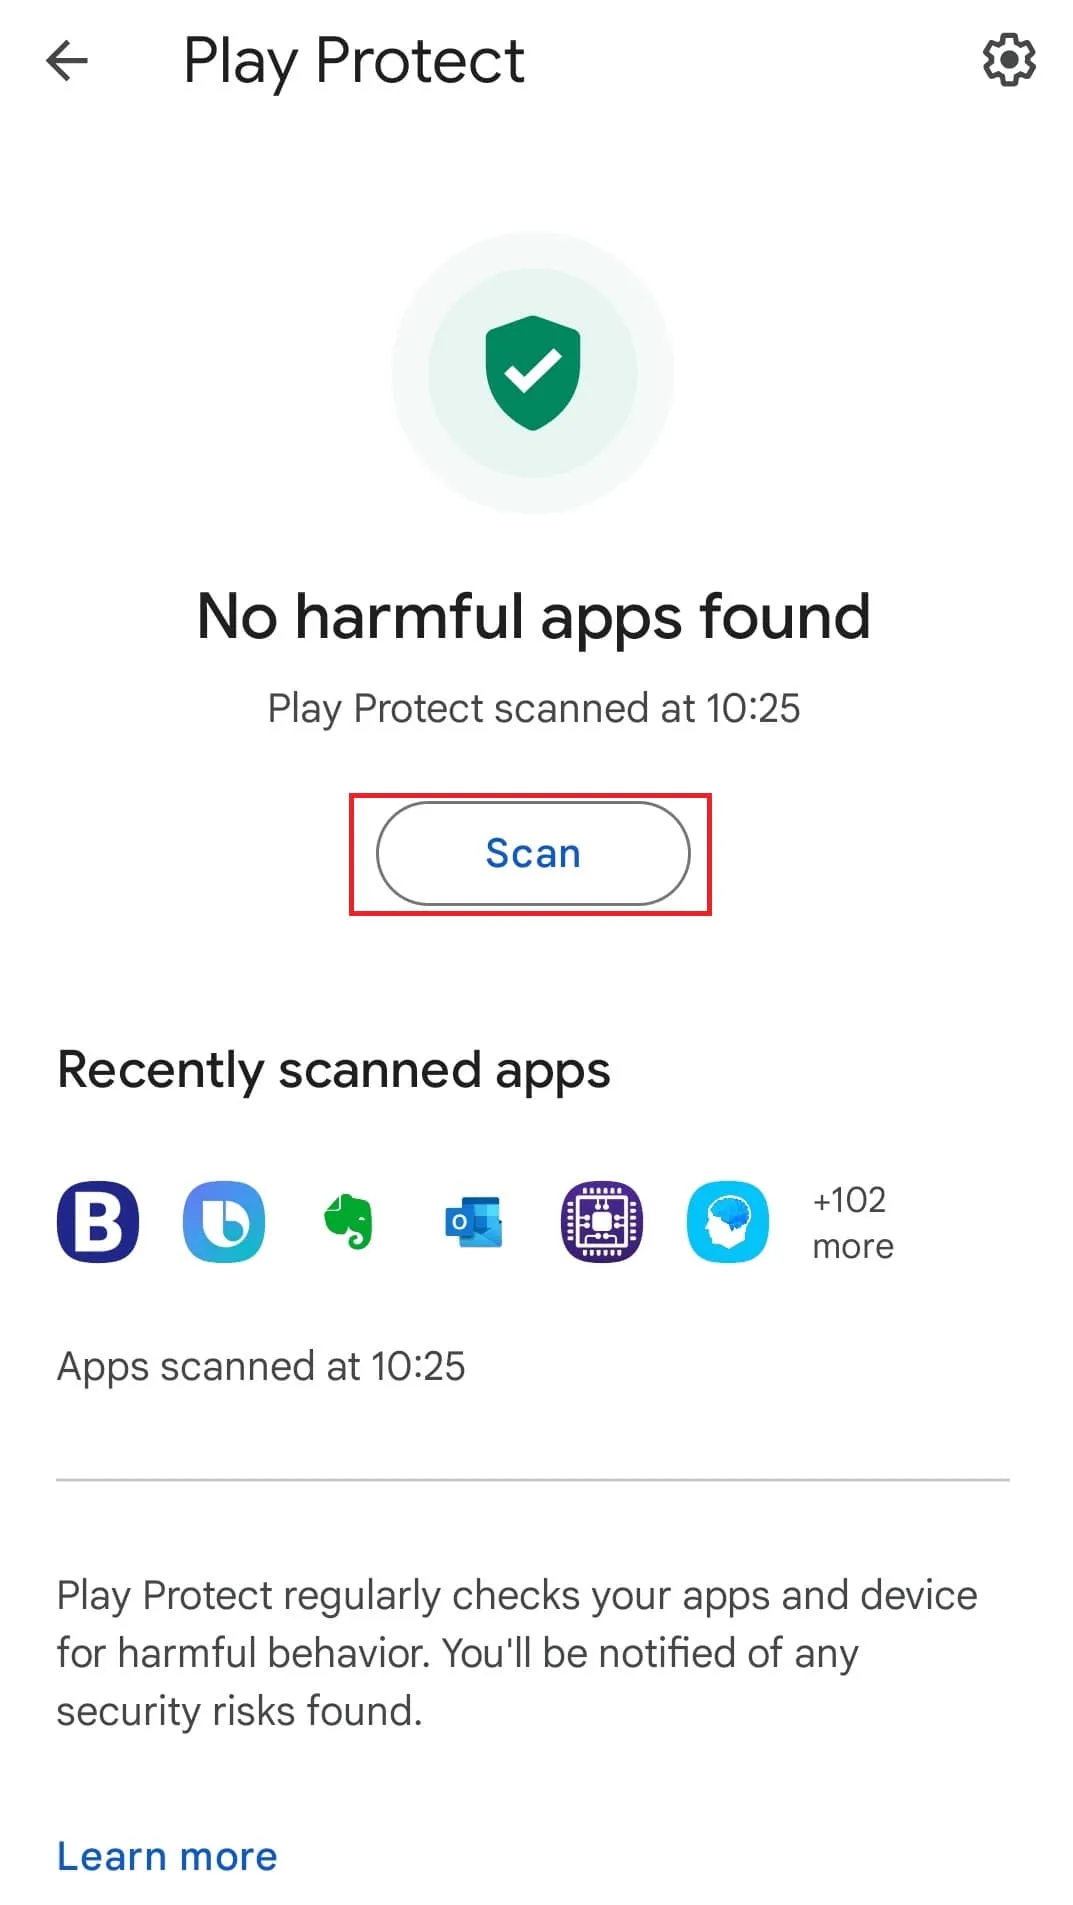 Play Protect
No harmful apps found
Play Protect scanned at 10:25
Scan
Recently scanned apps
B
b
O
+102
more
Apps scanned at 10:25
Play Protect regularly checks your apps and device
for harmful behavior. You'll be notified of any
security risks found.
Learn more